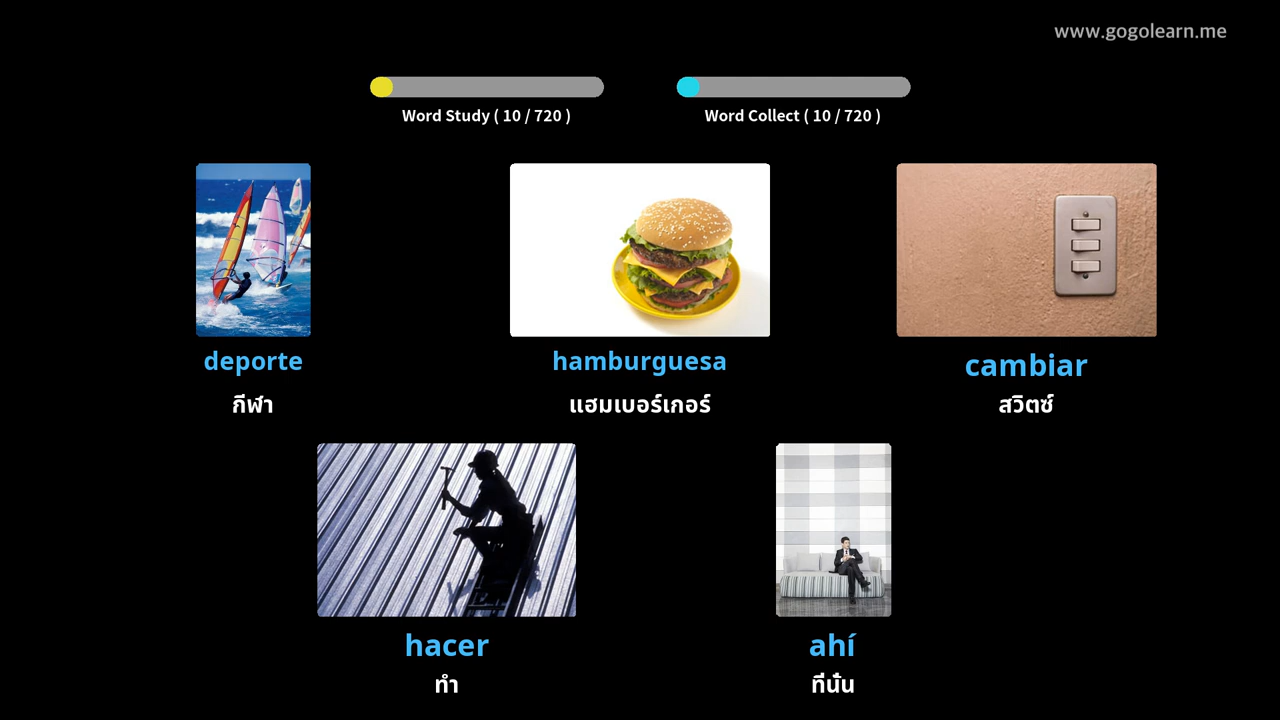 www.gogolearn.me
Word Study ( 10 / 720 )
Word Collect ( 10 / 720 )
deporte
กีฬา
hamburguesa
แฮมเบอร์เกอร์
cambiar
สวิตซ์
hacer
ทำ
ahí
ที่นั่น